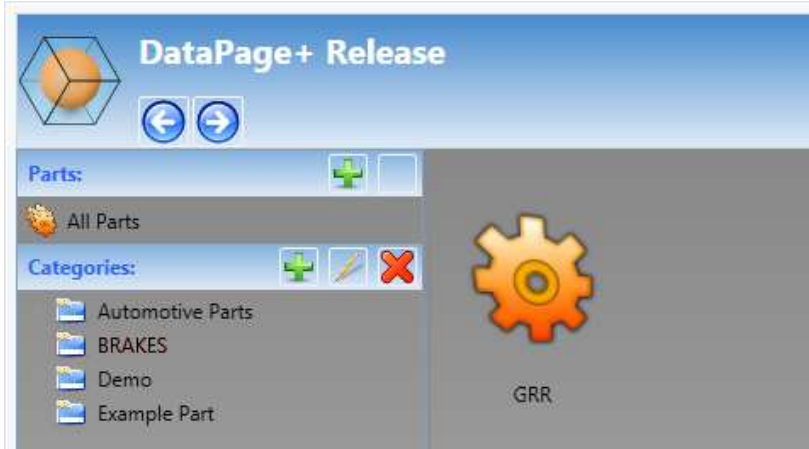 DataPage+ Release
Parts:
All Parts
Categories:
Automotive Parts
BRAKES
Demo
Example Part
GRR